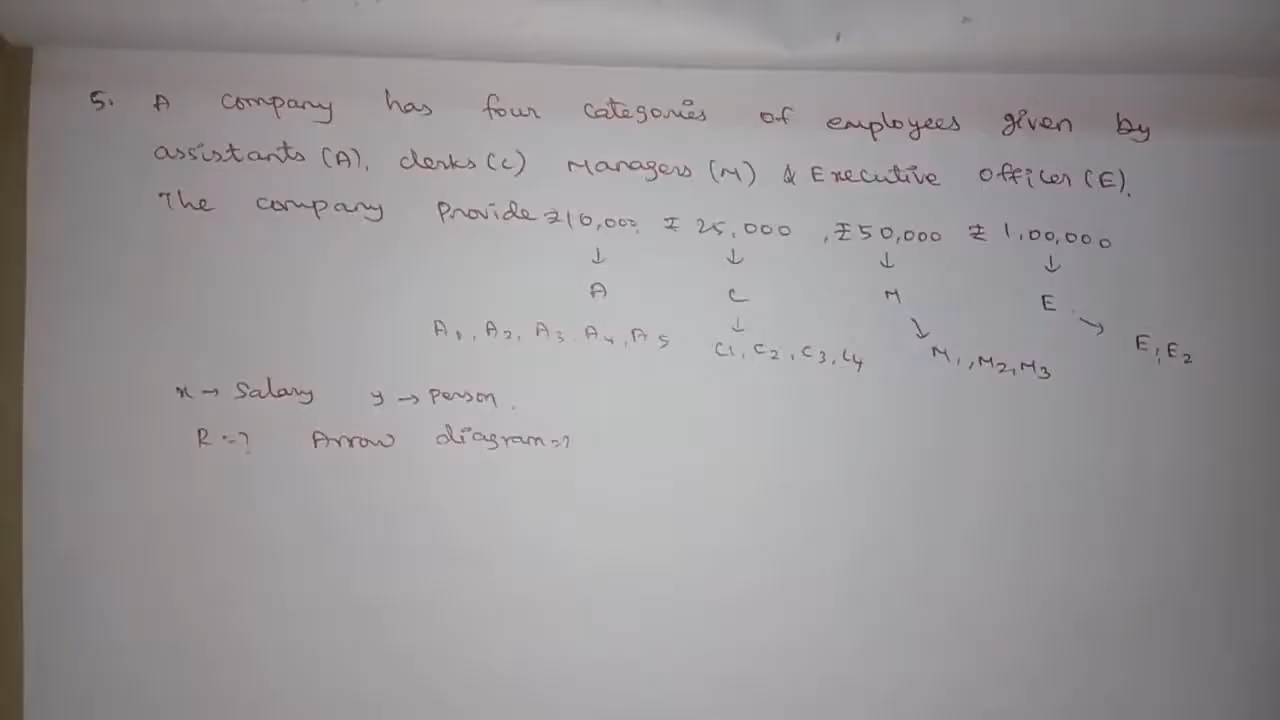 5. A company has four categories of employees given by
assistants (A), clerks (C) Managers (M) & Executive Officer (E).
The company Provide ₹10,000, ₹ 25,000 , ₹50,000 ₹ 1,00,000
↓ ↓ ↓ ↓
A C M E
A1, A2, A3, A4, A5 ↓ C1, C2, C3, C4 ↘ M1, M2, M3 → E1, E2
x → Salary y → person.
R = ? Arrow diagram = ?